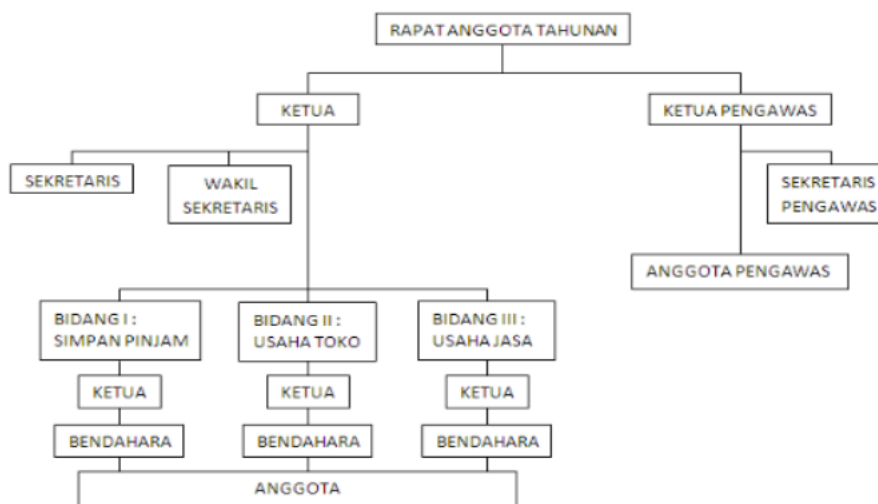 RAPAT ANGGOTA TAHUNAN
KETUA
KETUA PENGAWAS
SEKRETARIS
WAKIL
SEKRETARIS
SEKRETARIS
PENGAWAS
ANGGOTA PENGAWAS
BIDANG I :
SIMPAN PINJAM
BIDANG II :
USAHA TOKO
BIDANG III :
USAHA JASA
KETUA
KETUA
KETUA
BENDAHARA
BENDAHARA
BENDAHARA
ANGGOTA